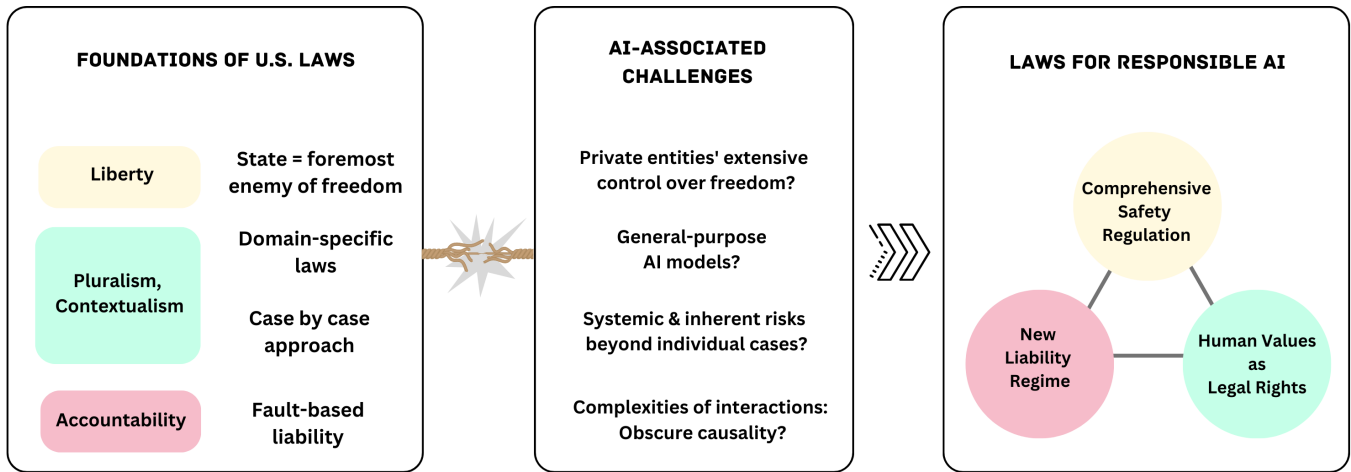 FOUNDATIONS OF U.S. LAWS
Liberty
State = foremost
enemy of freedom
Pluralism,
Contextualism
Domain-specific
laws
Case by case
approach
Accountability
Fault-based
liability
AI-ASSOCIATED
CHALLENGES
Private entities' extensive
control over freedom?
General-purpose
AI models?
Systemic & inherent risks
beyond individual cases?
Complexities of interactions:
Obscure causality?
LAWS FOR RESPONSIBLE AI
Comprehensive
Safety
Regulation
New
Liability
Regime
Human Values
as
Legal Rights